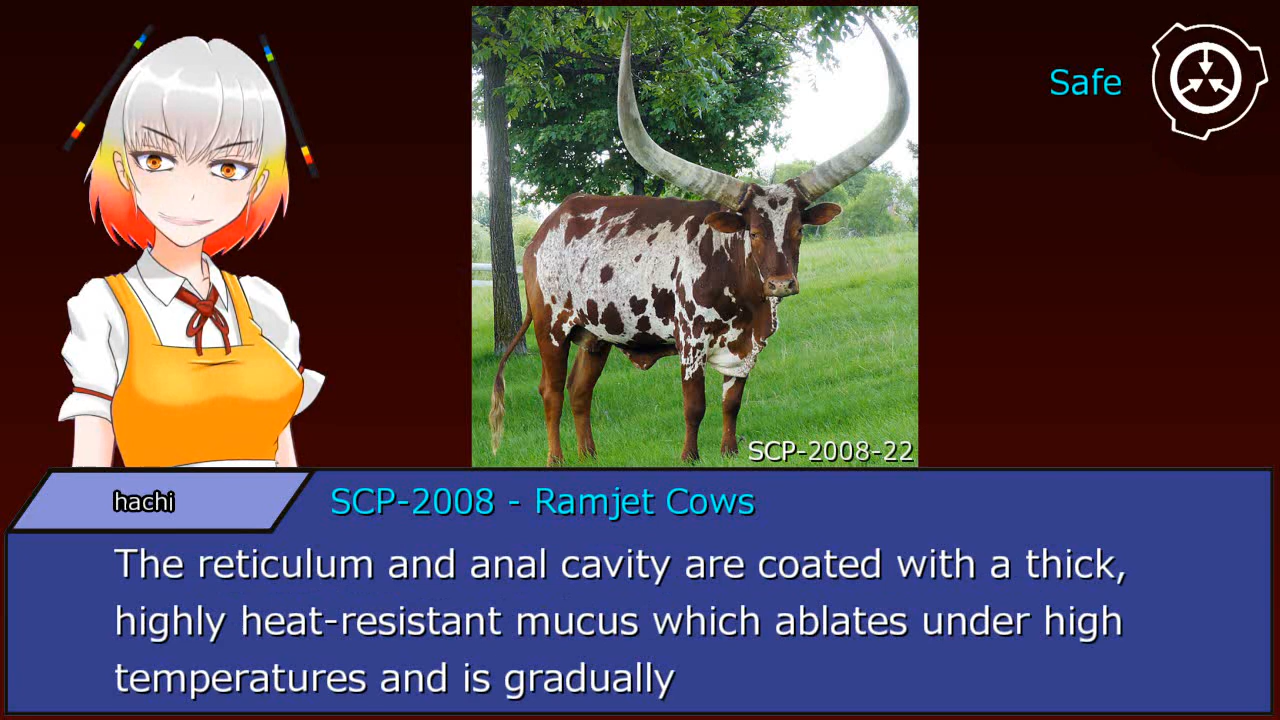 Safe
SCP-2008-22
hachi
SCP-2008 - Ramjet Cows
The reticulum and anal cavity are coated with a thick,
highly heat-resistant mucus which ablates under high
temperatures and is gradually